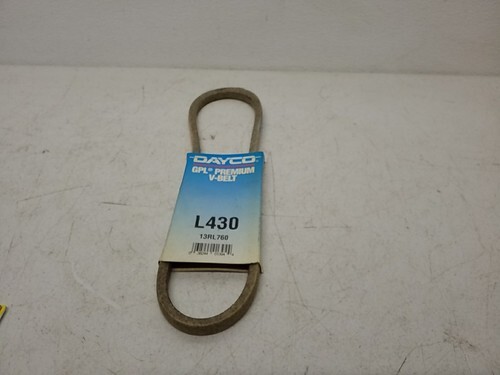 DAYCO
GPL® PREMIUM
V-BELT
L430
13RL760